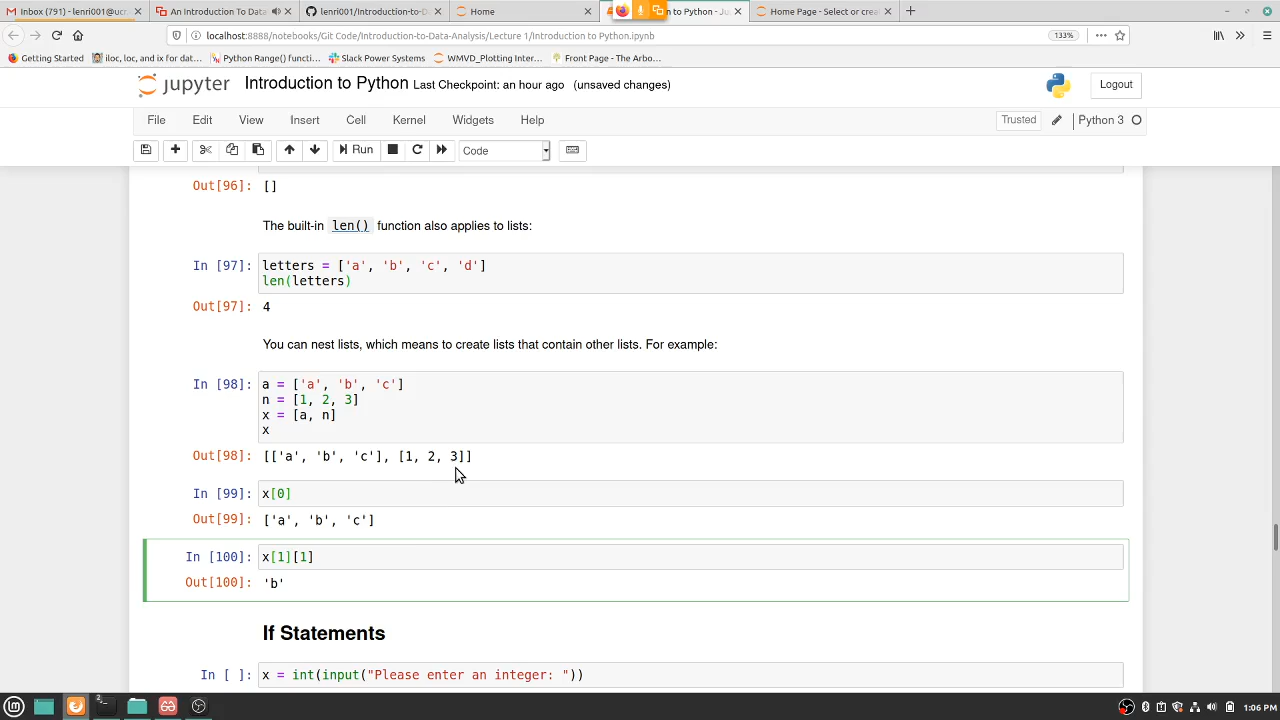 Inbox (791) - lenri001@ucr
An Introduction To Data
lenri001/Introduction-to-D
Home
n to Python - Ju
Home Page - Select or crea
localhost:8888/notebooks/Git Code/Introduction-to-Data-Analysis/Lecture 1/Introduction to Python.ipynb
133%
Getting Started
iloc, loc, and ix for dat...
Python Range() functi...
Slack Power Systems
WMVD_Plotting Inter...
Front Page - The Arbo...
jupyter Introduction to Python Last Checkpoint: an hour ago (unsaved changes)
Logout
File Edit View Insert Cell Kernel Widgets Help
Trusted Python 3
Run Code
Out[96]: []
The built-in len() function also applies to lists:
In [97]: letters = ['a', 'b', 'c', 'd']
len(letters)
Out[97]: 4
You can nest lists, which means to create lists that contain other lists. For example:
In [98]: a = ['a', 'b', 'c']
n = [1, 2, 3]
x = [a, n]
x
Out[98]: [['a', 'b', 'c'], [1, 2, 3]]
In [99]: x[0]
Out[99]: ['a', 'b', 'c']
In [100]: x[1][1]
Out[100]: 'b'
If Statements
In [ ]: x = int(input("Please enter an integer: "))
1:06 PM